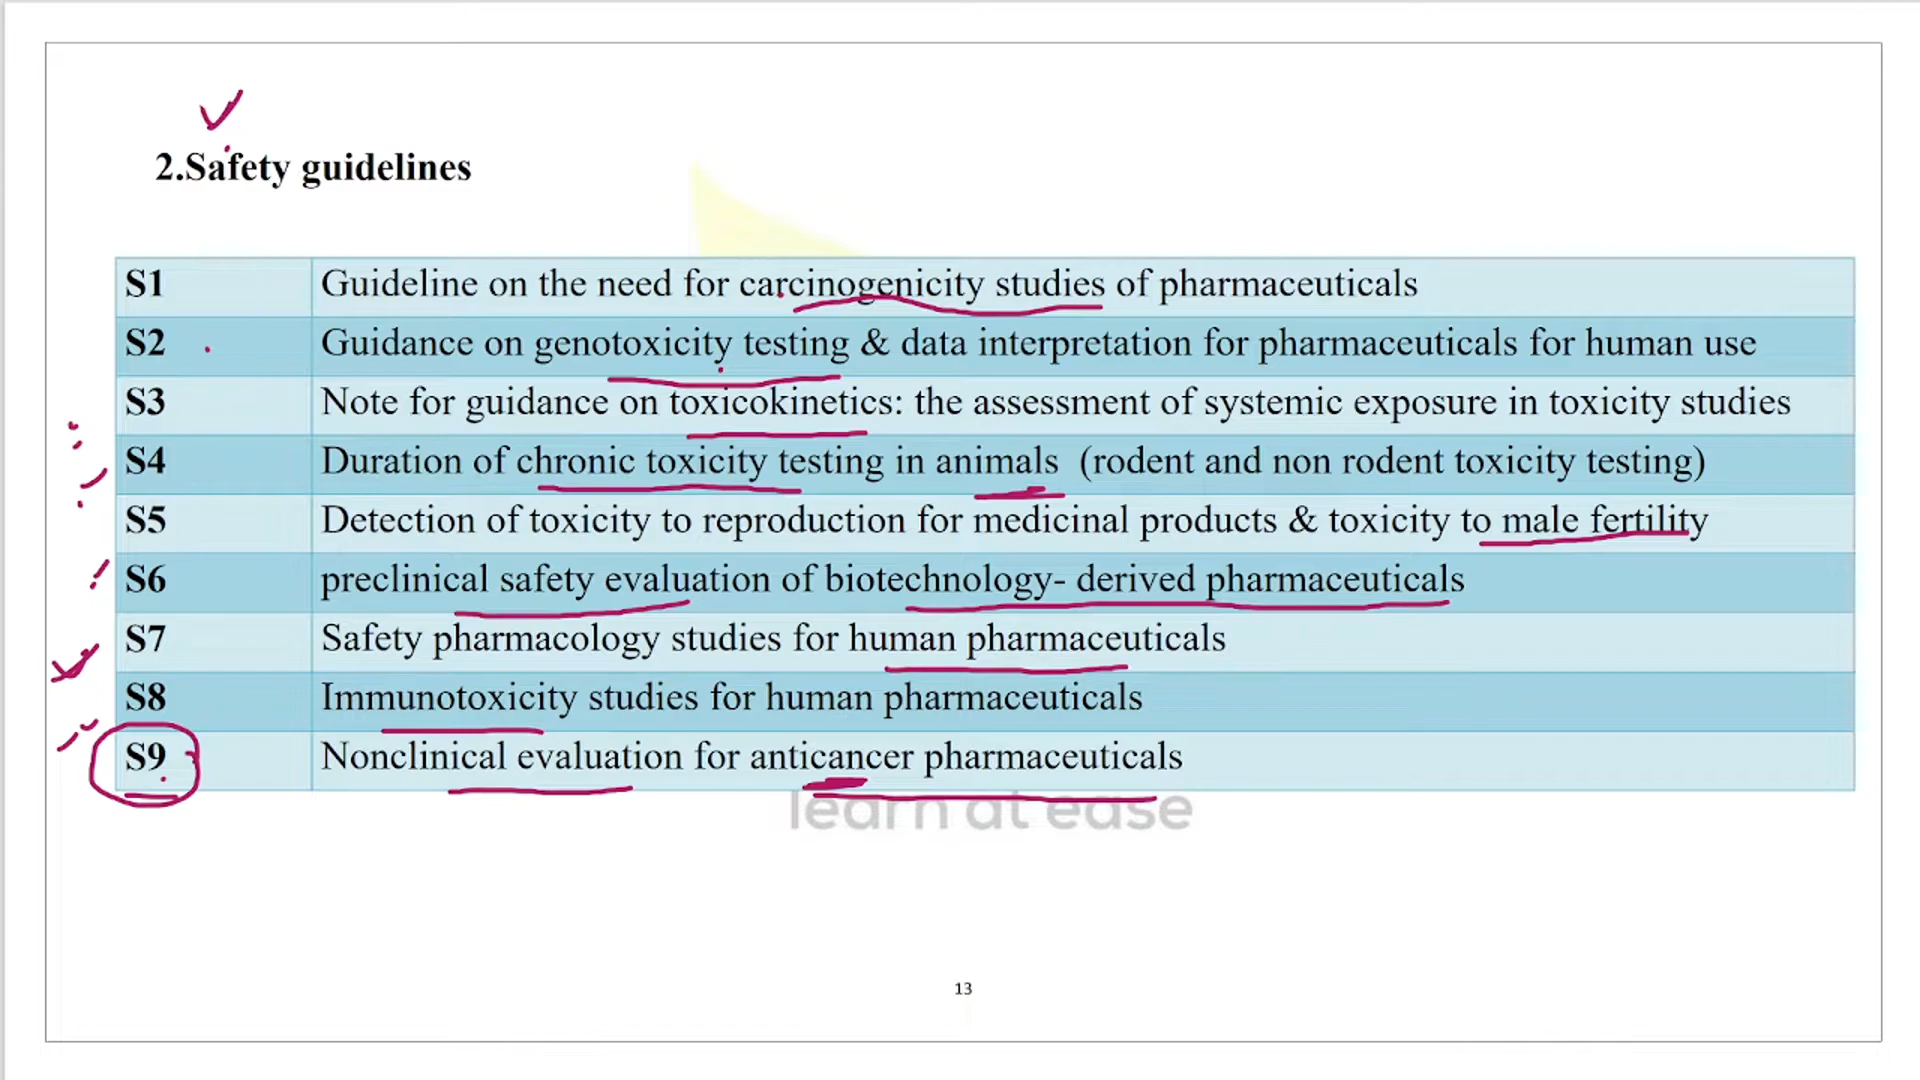 2.Safety guidelines
S1 Guideline on the need for carcinogenicity studies of pharmaceuticals
S2 Guidance on genotoxicity testing & data interpretation for pharmaceuticals for human use
S3 Note for guidance on toxicokinetics: the assessment of systemic exposure in toxicity studies
S4 Duration of chronic toxicity testing in animals (rodent and non rodent toxicity testing)
S5 Detection of toxicity to reproduction for medicinal products & toxicity to male fertility
S6 preclinical safety evaluation of biotechnology- derived pharmaceuticals
S7 Safety pharmacology studies for human pharmaceuticals
S8 Immunotoxicity studies for human pharmaceuticals
S9 Nonclinical evaluation for anticancer pharmaceuticals
learn at ease
13